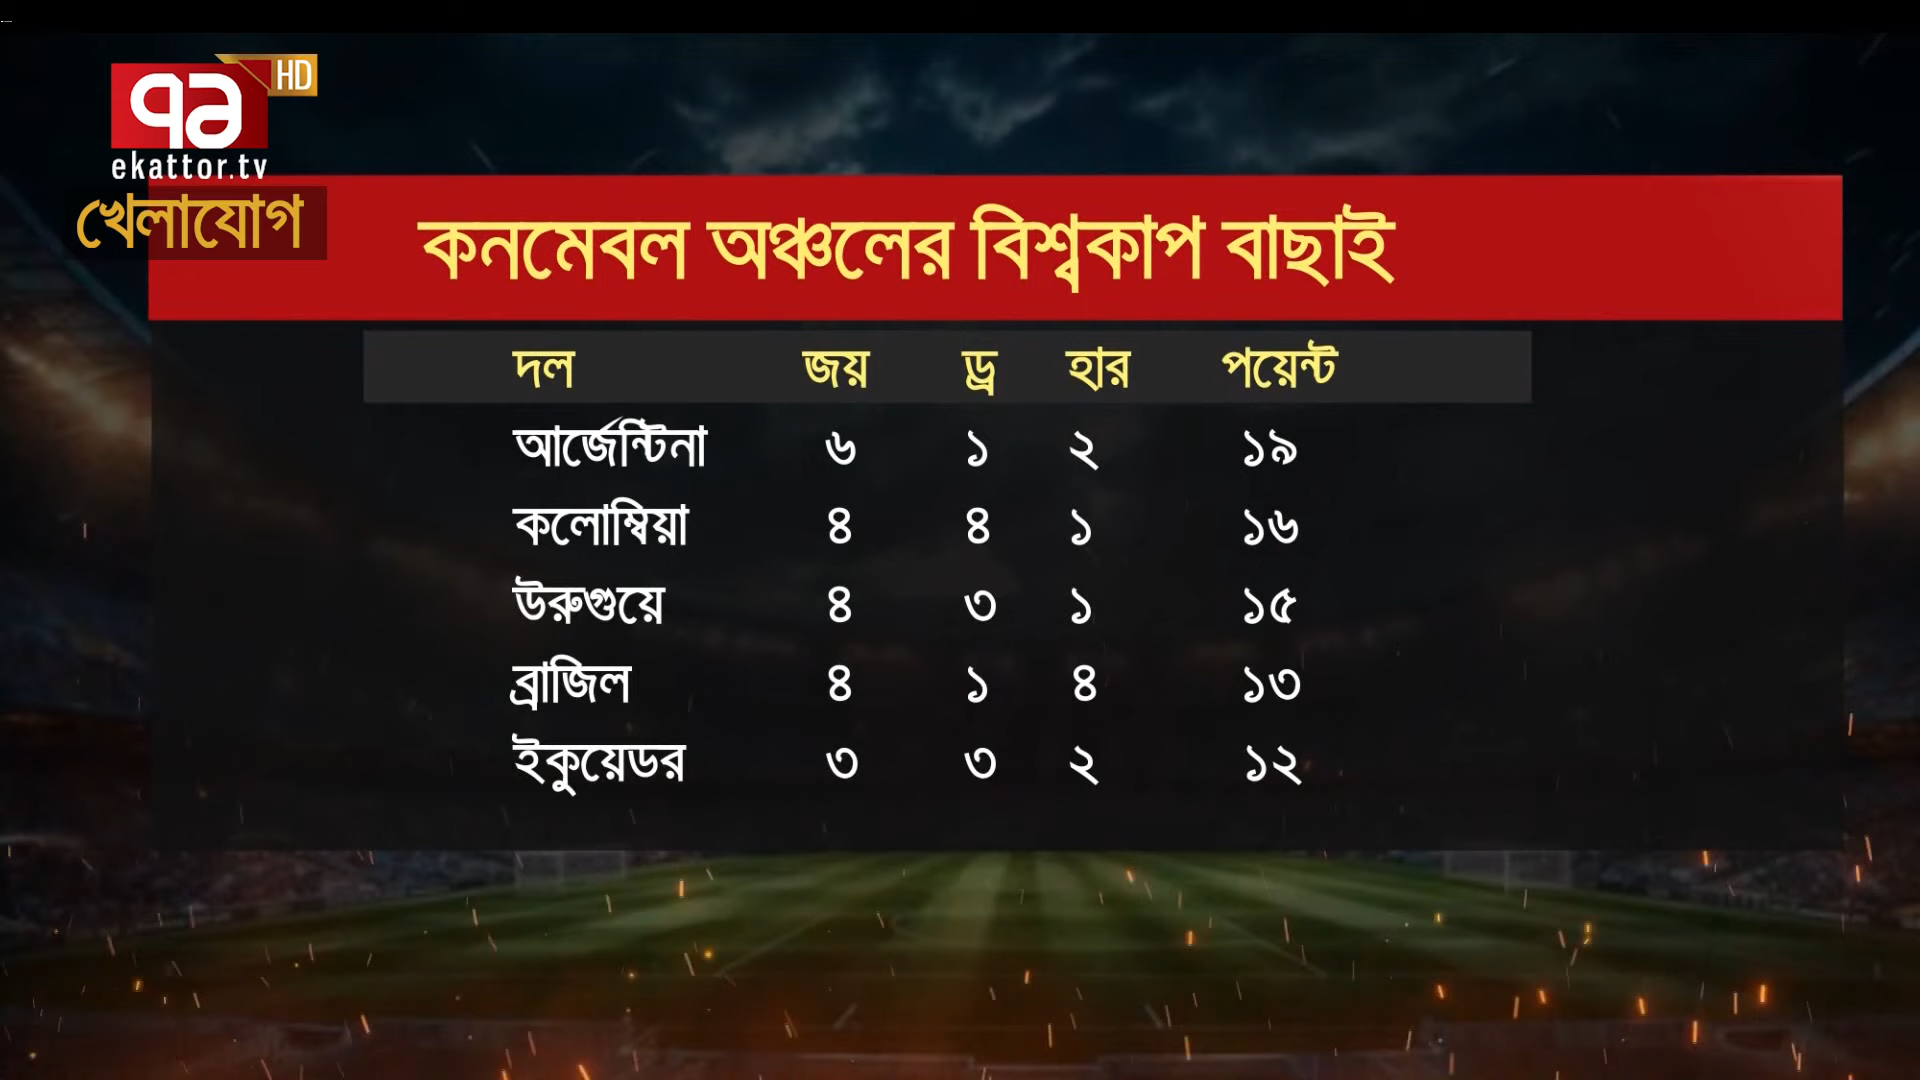 HD
৭১
ekattor.tv
খেলাযোগ
কনমেবল অঞ্চলের বিশ্বকাপ বাছাই
দল জয় ড্র হার পয়েন্ট
আর্জেন্টিনা ৬ ১ ২ ১৯
কলোম্বিয়া ৪ ৪ ১ ১৬
উরুগুয়ে ৪ ৩ ১ ১৫
ব্রাজিল ৪ ১ ৪ ১৩
ইকুয়েডর ৩ ৩ ২ ১২